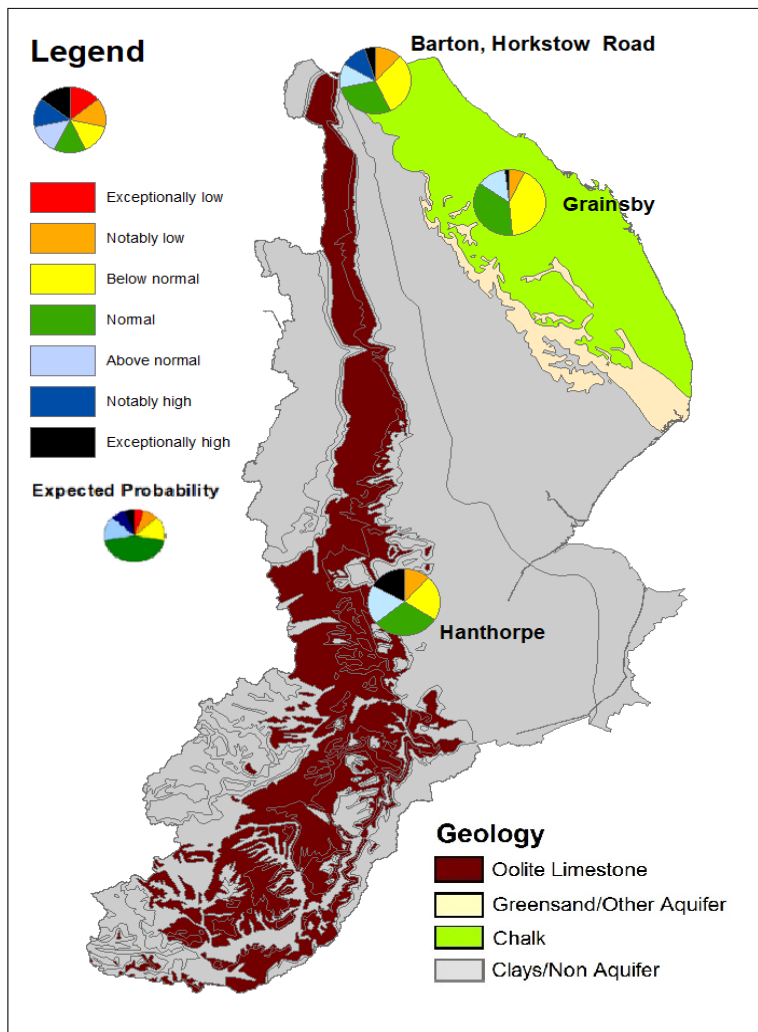 Legend
Exceptionally low
Notably low
Below normal
Normal
Above normal
Notably high
Exceptionally high
Expected Probability
Barton, Horkstow Road
Grainsby
Hanthorpe
Geology
Oolite Limestone
Greensand/Other Aquifer
Chalk
Clays/Non Aquifer